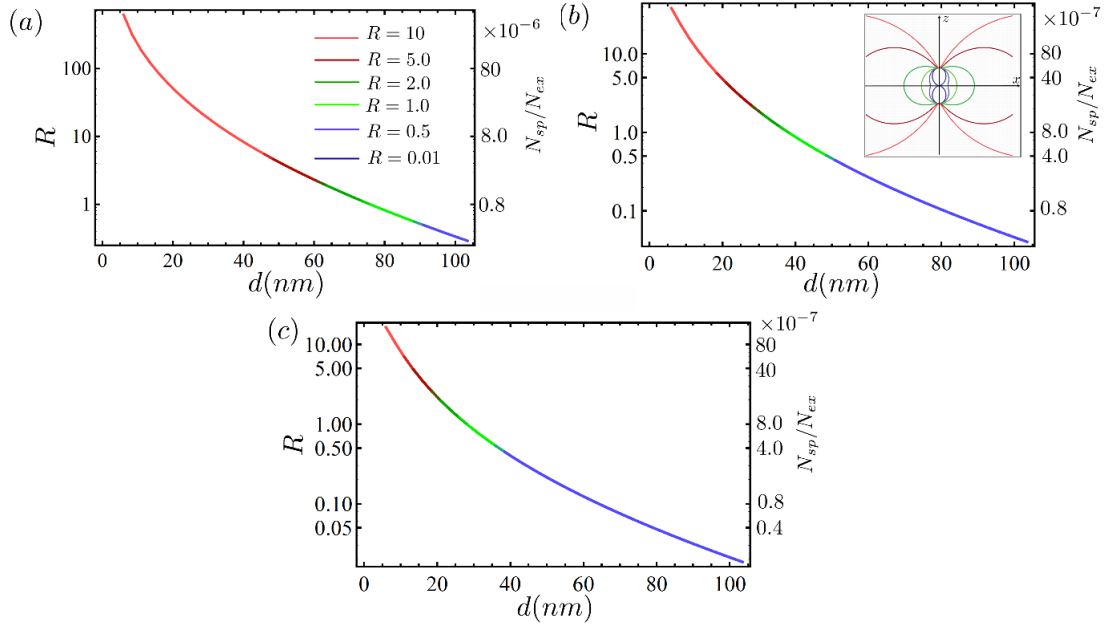 (a)
R
100
10
1
0 20 40 60 80 100
d(nm)
×10⁻⁶
80
8.0
0.8
N_sp/N_ex
R = 10
R = 5.0
R = 2.0
R = 1.0
R = 0.5
R = 0.01
(b)
R
10.0
5.0
1.0
0.5
0.1
0 20 40 60 80 100
d(nm)
×10⁻⁷
80
40
8.0
4.0
0.8
N_sp/N_ex
z
x
(c)
R
10.00
5.00
1.00
0.50
0.10
0.05
0 20 40 60 80 100
d(nm)
×10⁻⁷
80
40
8.0
4.0
0.8
0.4
N_sp/N_ex